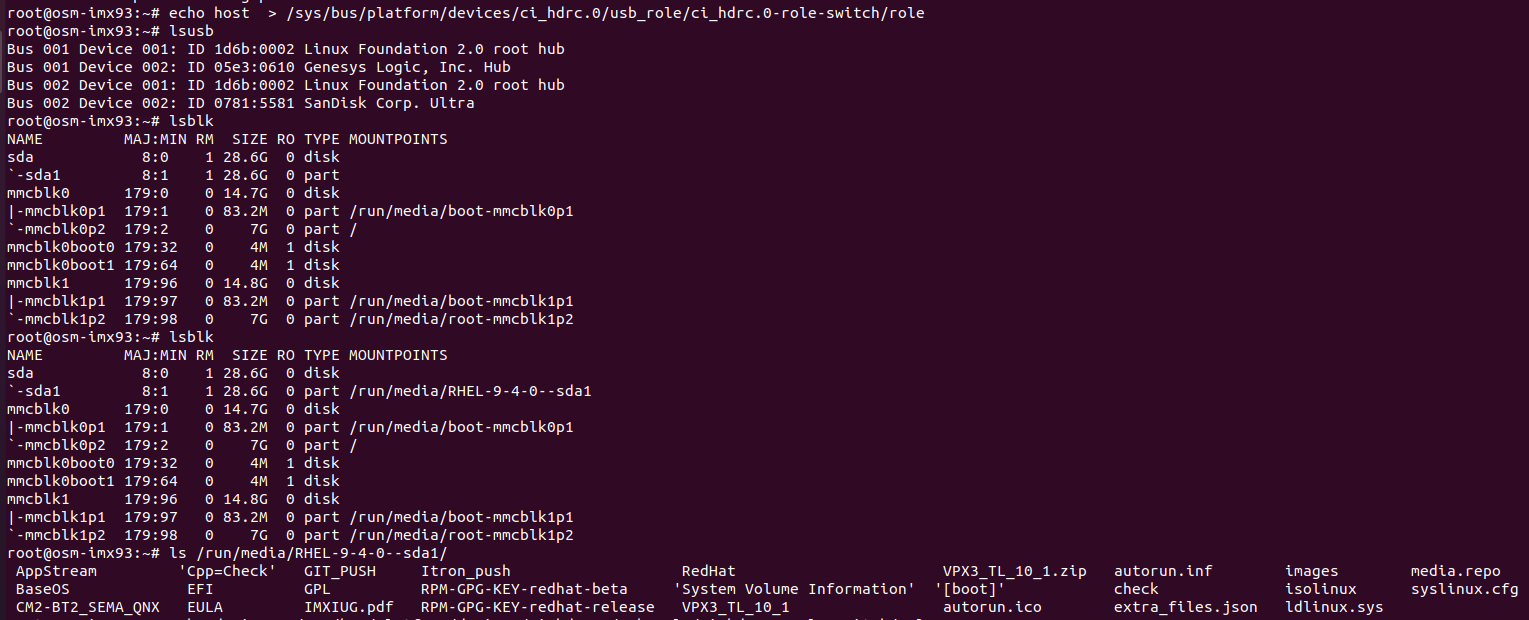 root@osm-imx93:~# echo host  > /sys/bus/platform/devices/ci_hdrc.0/usb_role/ci_hdrc.0-role-switch/role
root@osm-imx93:~# lsusb
Bus 001 Device 001: ID 1d6b:0002 Linux Foundation 2.0 root hub
Bus 001 Device 002: ID 05e3:0610 Genesys Logic, Inc. Hub
Bus 002 Device 001: ID 1d6b:0002 Linux Foundation 2.0 root hub
Bus 002 Device 002: ID 0781:5581 SanDisk Corp. Ultra
root@osm-imx93:~# lsblk
NAME         MAJ:MIN RM  SIZE RO TYPE MOUNTPOINTS
sda            8:0    1 28.6G  0 disk
`-sda1         8:1    1 28.6G  0 part
mmcblk0      179:0    0 14.7G  0 disk
|-mmcblk0p1  179:1    0 83.2M  0 part /run/media/boot-mmcblk0p1
`-mmcblk0p2  179:2    0    7G  0 part /
mmcblk0boot0 179:32   0    4M  1 disk
mmcblk0boot1 179:64   0    4M  1 disk
mmcblk1      179:96   0 14.8G  0 disk
|-mmcblk1p1  179:97   0 83.2M  0 part /run/media/boot-mmcblk1p1
`-mmcblk1p2  179:98   0    7G  0 part /run/media/root-mmcblk1p2
root@osm-imx93:~# lsblk
NAME         MAJ:MIN RM  SIZE RO TYPE MOUNTPOINTS
sda            8:0    1 28.6G  0 disk
`-sda1         8:1    1 28.6G  0 part /run/media/RHEL-9-4-0--sda1
mmcblk0      179:0    0 14.7G  0 disk
|-mmcblk0p1  179:1    0 83.2M  0 part /run/media/boot-mmcblk0p1
`-mmcblk0p2  179:2    0    7G  0 part /
mmcblk0boot0 179:32   0    4M  1 disk
mmcblk0boot1 179:64   0    4M  1 disk
mmcblk1      179:96   0 14.8G  0 disk
|-mmcblk1p1  179:97   0 83.2M  0 part /run/media/boot-mmcblk1p1
`-mmcblk1p2  179:98   0    7G  0 part /run/media/root-mmcblk1p2
root@osm-imx93:~# ls /run/media/RHEL-9-4-0--sda1/
 AppStream         'Cpp=Check'   GIT_PUSH     Itron_push                RedHat                       VPX3_TL_10_1.zip   autorun.inf        images        media.repo
 BaseOS             EFI          GPL          RPM-GPG-KEY-redhat-beta  'System Volume Information'  '[boot]'            check              isolinux      syslinux.cfg
 CM2-BT2_SEMA_QNX   EULA         IMXIUG.pdf   RPM-GPG-KEY-redhat-release   VPX3_TL_10_1                 autorun.ico        extra_files.json   ldlinux.sys